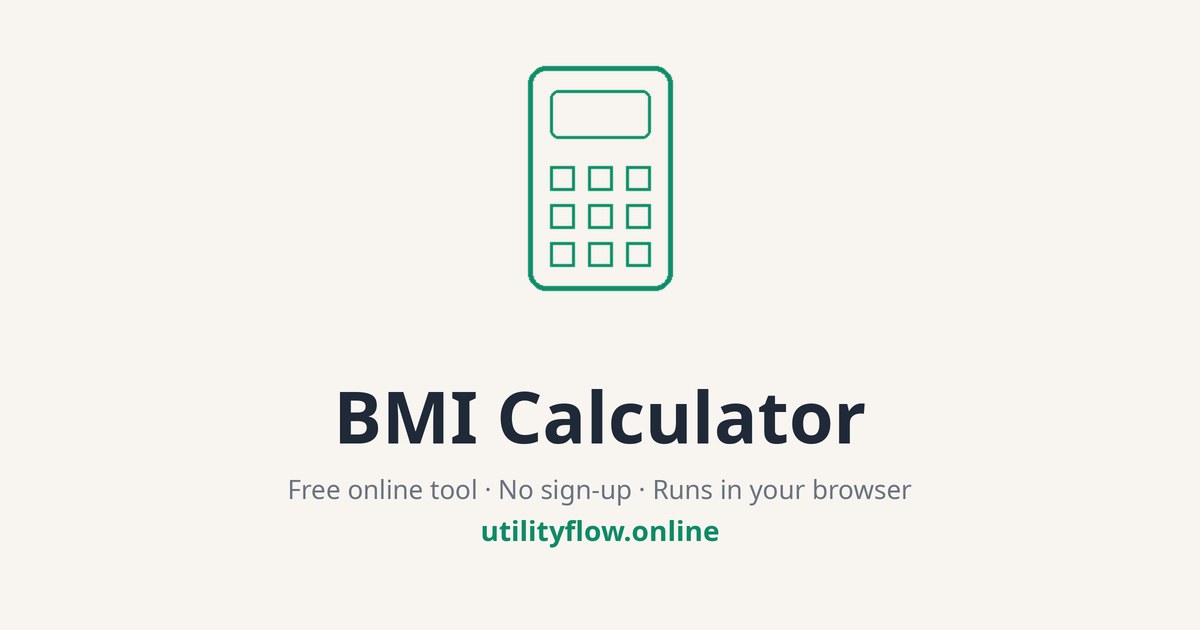 BMI Calculator
Free online tool · No sign-up · Runs in your browser
utilityflow.online